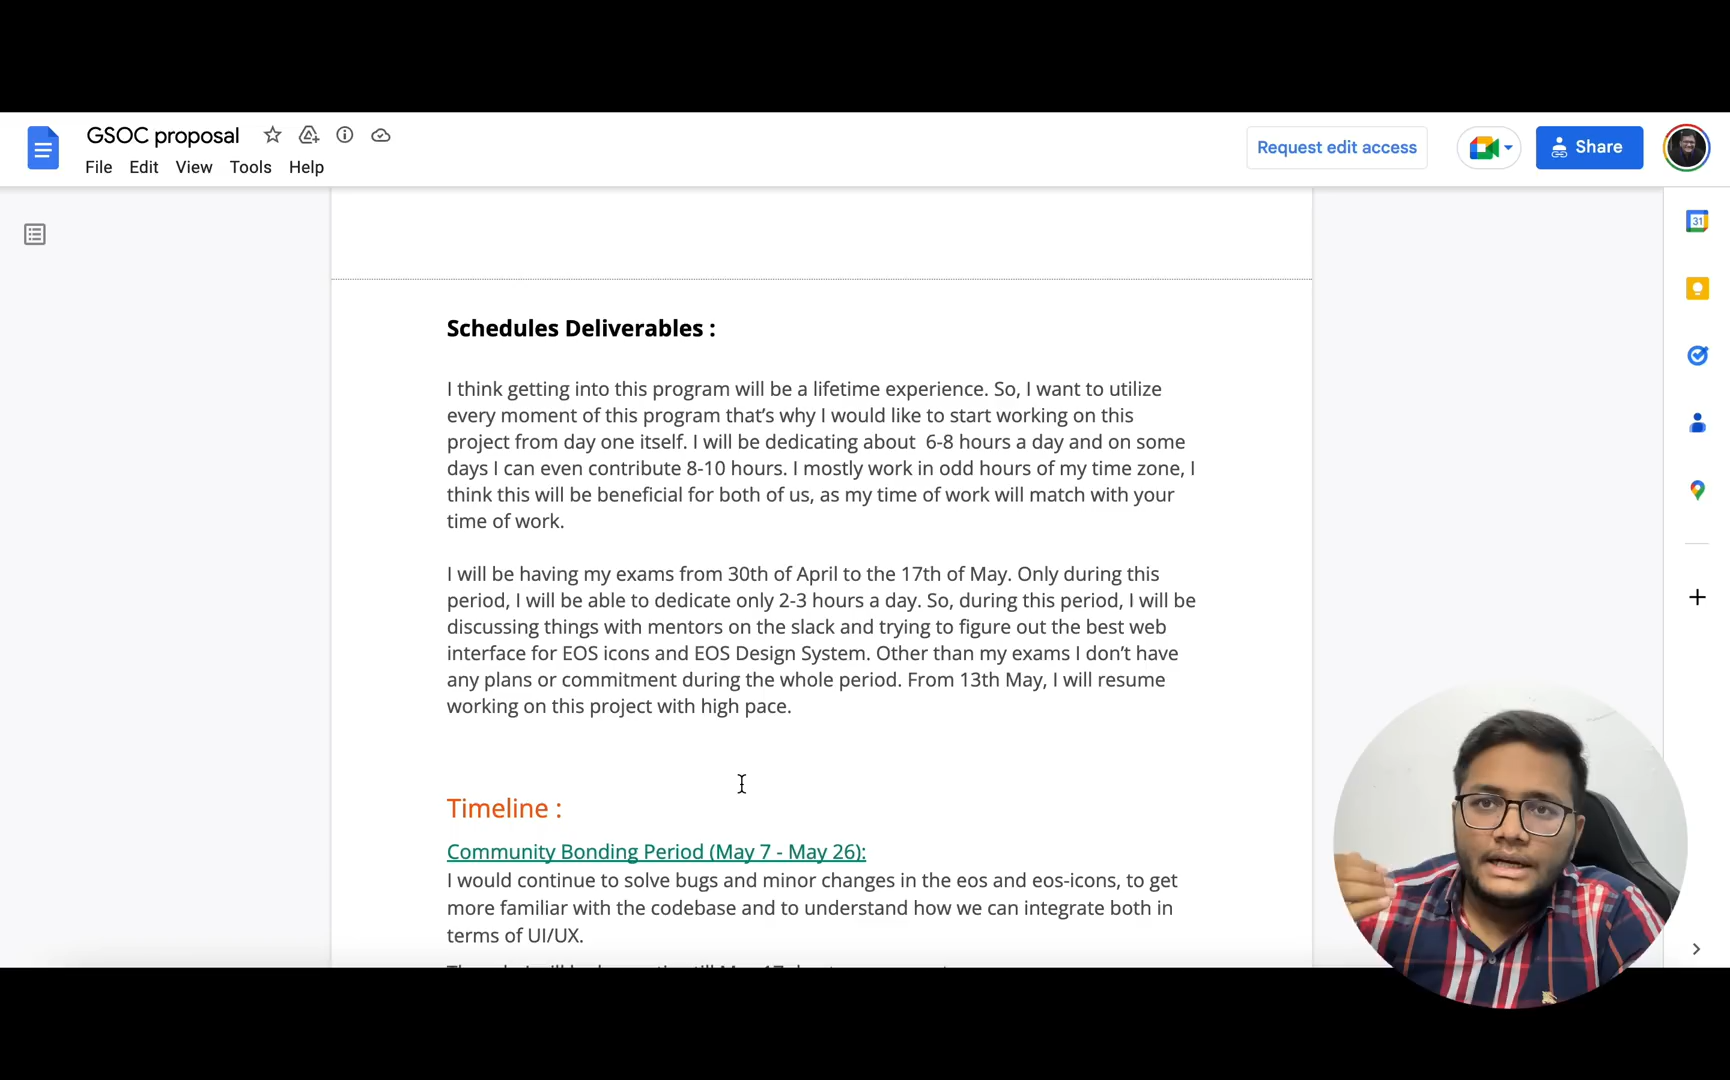 GSOC proposal
File Edit View Tools Help
Request edit access
Share
31
Schedules Deliverables :
I think getting into this program will be a lifetime experience. So, I want to utilize
every moment of this program that’s why I would like to start working on this
project from day one itself. I will be dedicating about  6-8 hours a day and on some
days I can even contribute 8-10 hours. I mostly work in odd hours of my time zone, I
think this will be beneficial for both of us, as my time of work will match with your
time of work.
I will be having my exams from 30th of April to the 17th of May. Only during this
period, I will be able to dedicate only 2-3 hours a day. So, during this period, I will be
discussing things with mentors on the slack and trying to figure out the best web
interface for EOS icons and EOS Design System. Other than my exams I don’t have
any plans or commitment during the whole period. From 13th May, I will resume
working on this project with high pace.
Timeline :
Community Bonding Period (May 7 - May 26):
I would continue to solve bugs and minor changes in the eos and eos-icons, to get
more familiar with the codebase and to understand how we can integrate both in
terms of UI/UX.